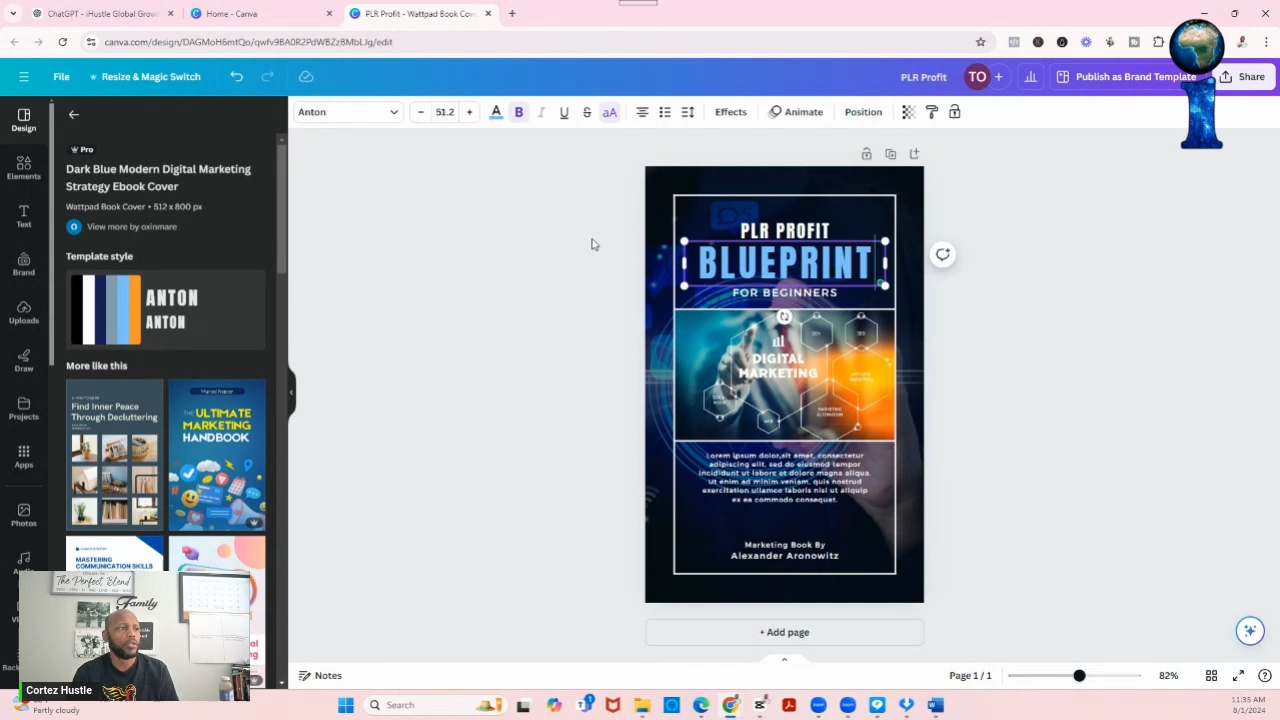 ChatGPT - Hustle Global Grow
Home - Canva
PLR Profit - Wattpad Book Cov
canva.com/design/DAGMoH6mtQo/qwfv9BA0R2PdWBZzBMbLJg/edit
File
Resize & Magic Switch
PLR Profit
TO
Publish as Brand Template
Share
Design
Elements
Text
Brand
Uploads
Draw
Projects
Apps
Photos
Pro
Dark Blue Modern Digital Marketing
Strategy Ebook Cover
Wattpad Book Cover • 512 x 800 px
O
View more by oxinmare
Template style
ANTON
ANTON
More like this
Find Inner Peace
Through Decluttering
THE ULTIMATE
MARKETING
HANDBOOK
MASTERING
COMMUNICATION SKILLS
Anton
51.2
A
B
I
U
S
aA
Effects
Animate
Position
PLR PROFIT
BLUEPRINT
FOR BEGINNERS
DIGITAL
MARKETING
MARKETING
AUTOMATION
Lorem ipsum dolor sit amet, consectetur
adipiscing elit, sed do eiusmod tempor
incididunt ut labore et dolore magna aliqua.
Ut enim ad minim veniam, quis nostrud
exercitation ullamco laboris nisi ut aliquip
ex ea commodo consequat.
Marketing Book By
Alexander Aronowitz
+ Add page
Notes
Page 1 / 1
82%
The Perfect Blend
Family
Cortez Hustle
Partly cloudy
Search
11:35 AM
8/1/2024